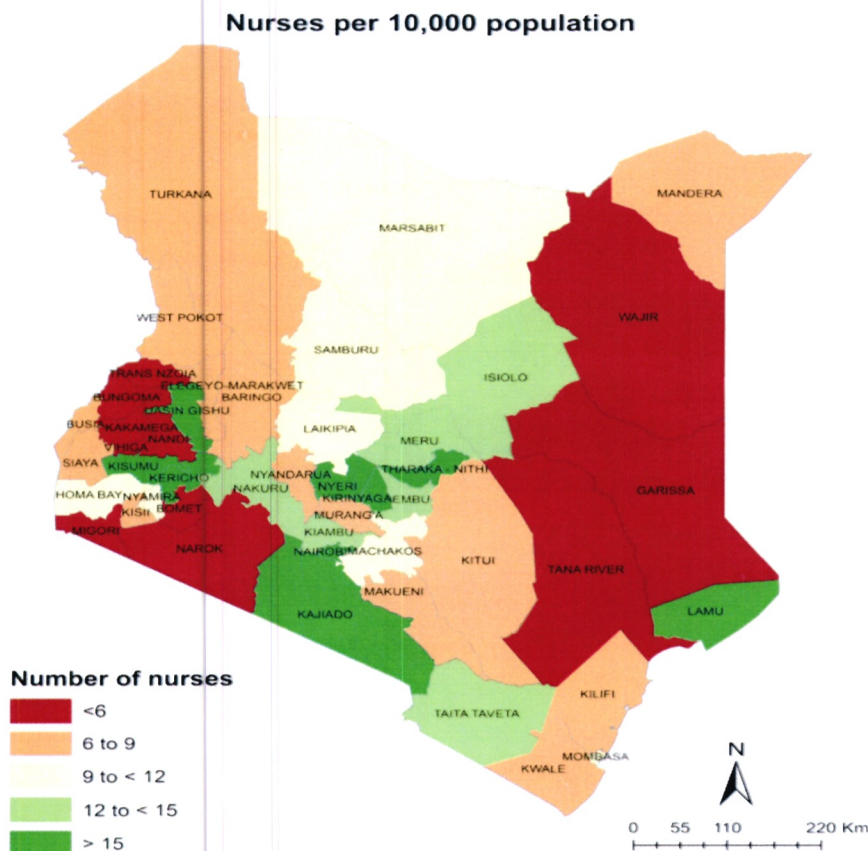 Nurses per 10,000 population
MANDERA
TURKANA
MARSABIT
WEST POKOT
WAJIR
SAMBURU
TRANS NZOIA
ISIOLO
ELEGEYO-MARAKWET
BUNGOMA
BARINGO
UASIN GISHU
BUSIA
KAKAMEGA
LAIKIPIA
NANDI
MERU
VIHIGA
SIAYA
KISUMU
THARAKA - NITHI
KERICHO
NYANDARUA
NAKURU
NYERI
GARISSA
HOMA BAY
NYAMIRA
KIRINYAGA
EMBU
KISII
BOMET
MURANG'A
MIGORI
KIAMBU
NAROK
NAIROBI
MACHAKOS
KITUI
TANA RIVER
MAKUENI
KAJIADO
LAMU
KILIFI
TAITA TAVETA
MOMBASA
KWALE
Number of nurses
<6
6 to 9
9 to < 12
12 to < 15
> 15
N
0 55 110 220 Km